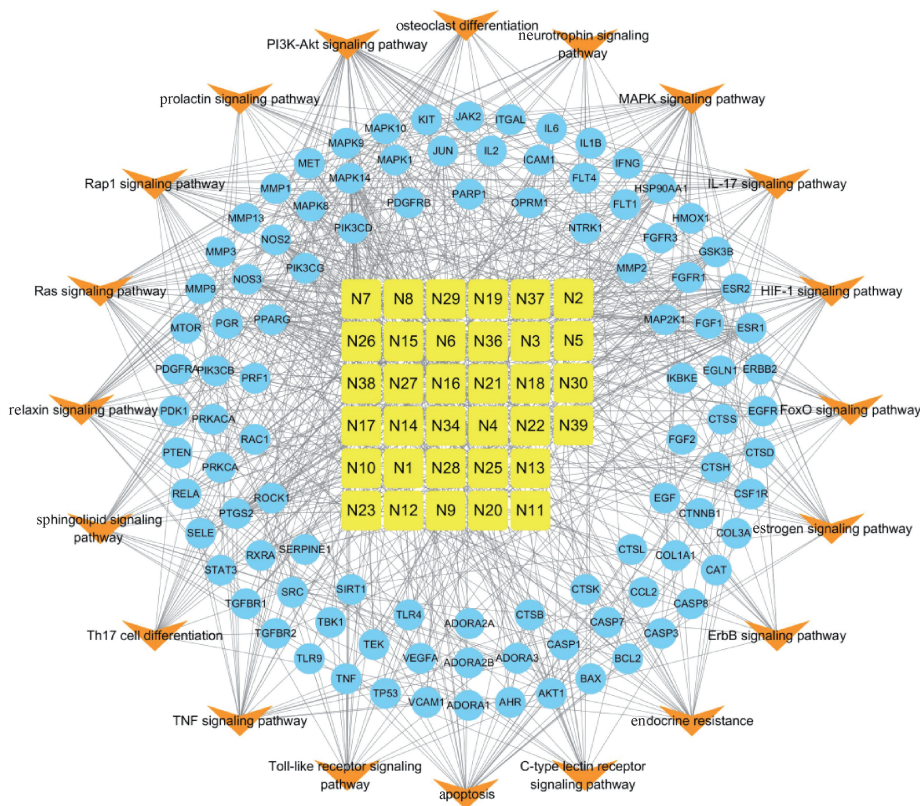 osteoclast differentiation
neurotrophin signaling
pathway
PI3K-Akt signaling pathway
prolactin signaling pathway
MAPK signaling pathway
Rap1 signaling pathway
IL-17 signaling pathway
Ras signaling pathway
HIF-1 signaling pathway
relaxin signaling pathway
FoxO signaling pathway
sphingolipid signaling
pathway
estrogen signaling pathway
Th17 cell differentiation
ErbB signaling pathway
TNF signaling pathway
endocrine resistance
Toll-like receptor signaling
pathway
apoptosis
C-type lectin receptor
signaling pathway
KIT
JAK2
ITGAL
MAPK10
IL6
MAPK9
IL1B
MET
MAPK1
JUN
IL2
ICAM1
IFNG
MMP1
MAPK14
FLT4
HSP90AA1
MMP13
MAPK8
PDGFRB
PARP1
OPRM1
FLT1
HMOX1
MMP3
NOS2
PIK3CD
NTRK1
FGFR3
GSK3B
MMP9
NOS3
PIK3CG
MMP2
FGFR1
ESR2
MTOR
PGR
PPARG
MAP2K1
FGF1
ESR1
PDGFRA
PIK3CB
PRF1
IKBKE
EGLN1
ERBB2
PDK1
PRKACA
CTSS
EGFR
PTEN
RAC1
FGF2
CTSD
PRKCA
CTSH
RELA
ROCK1
EGF
CSF1R
SELE
PTGS2
CTNNB1
COL3A
STAT3
RXRA
SERPINE1
CTSL
COL1A1
CAT
TGFBR1
SRC
SIRT1
CTSK
CCL2
CASP8
TGFBR2
TBK1
TLR4
ADORA2A
CTSB
CASP7
CASP3
TLR9
TEK
VEGFA
ADORA2B
ADORA3
CASP1
BCL2
TNF
TP53
VCAM1
ADORA1
AHR
AKT1
BAX
N7 N8 N29 N19 N37 N2
N26 N15 N6 N36 N3 N5
N38 N27 N16 N21 N18 N30
N17 N14 N34 N4 N22 N39
N10 N1 N28 N25 N13
N23 N12 N9 N20 N11